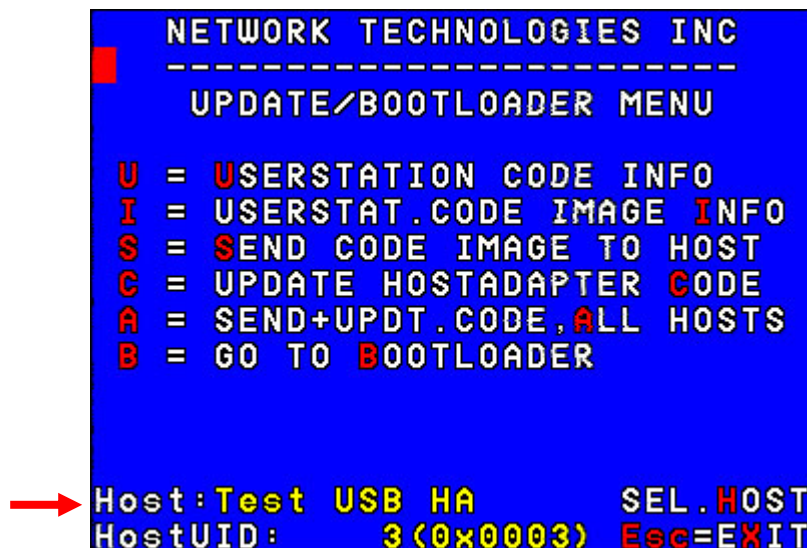 NETWORK TECHNOLOGIES INC
---------------------------
UPDATE/BOOTLOADER MENU
U = USERSTATION CODE INFO
I = USERSTAT.CODE IMAGE INFO
S = SEND CODE IMAGE TO HOST
C = UPDATE HOSTADAPTER CODE
A = SEND+UPDT.CODE,ALL HOSTS
B = GO TO BOOTLOADER
Host:Test USB HA SEL.HOST
HostUID: 3(0x0003) Esc=EXIT